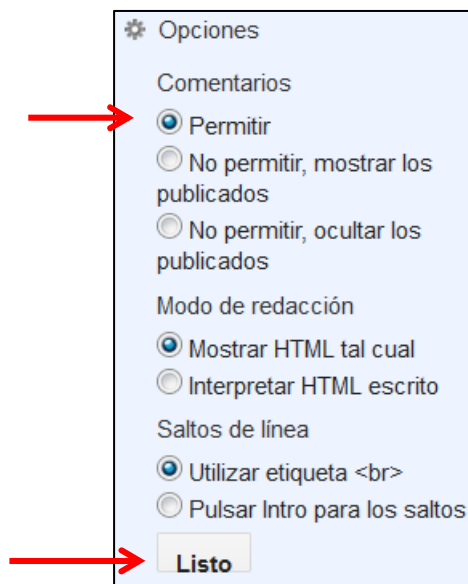 Opciones
Comentarios
Permitir
No permitir, mostrar los
publicados
No permitir, ocultar los
publicados
Modo de redacción
Mostrar HTML tal cual
Interpretar HTML escrito
Saltos de línea
Utilizar etiqueta <br>
Pulsar Intro para los saltos
Listo